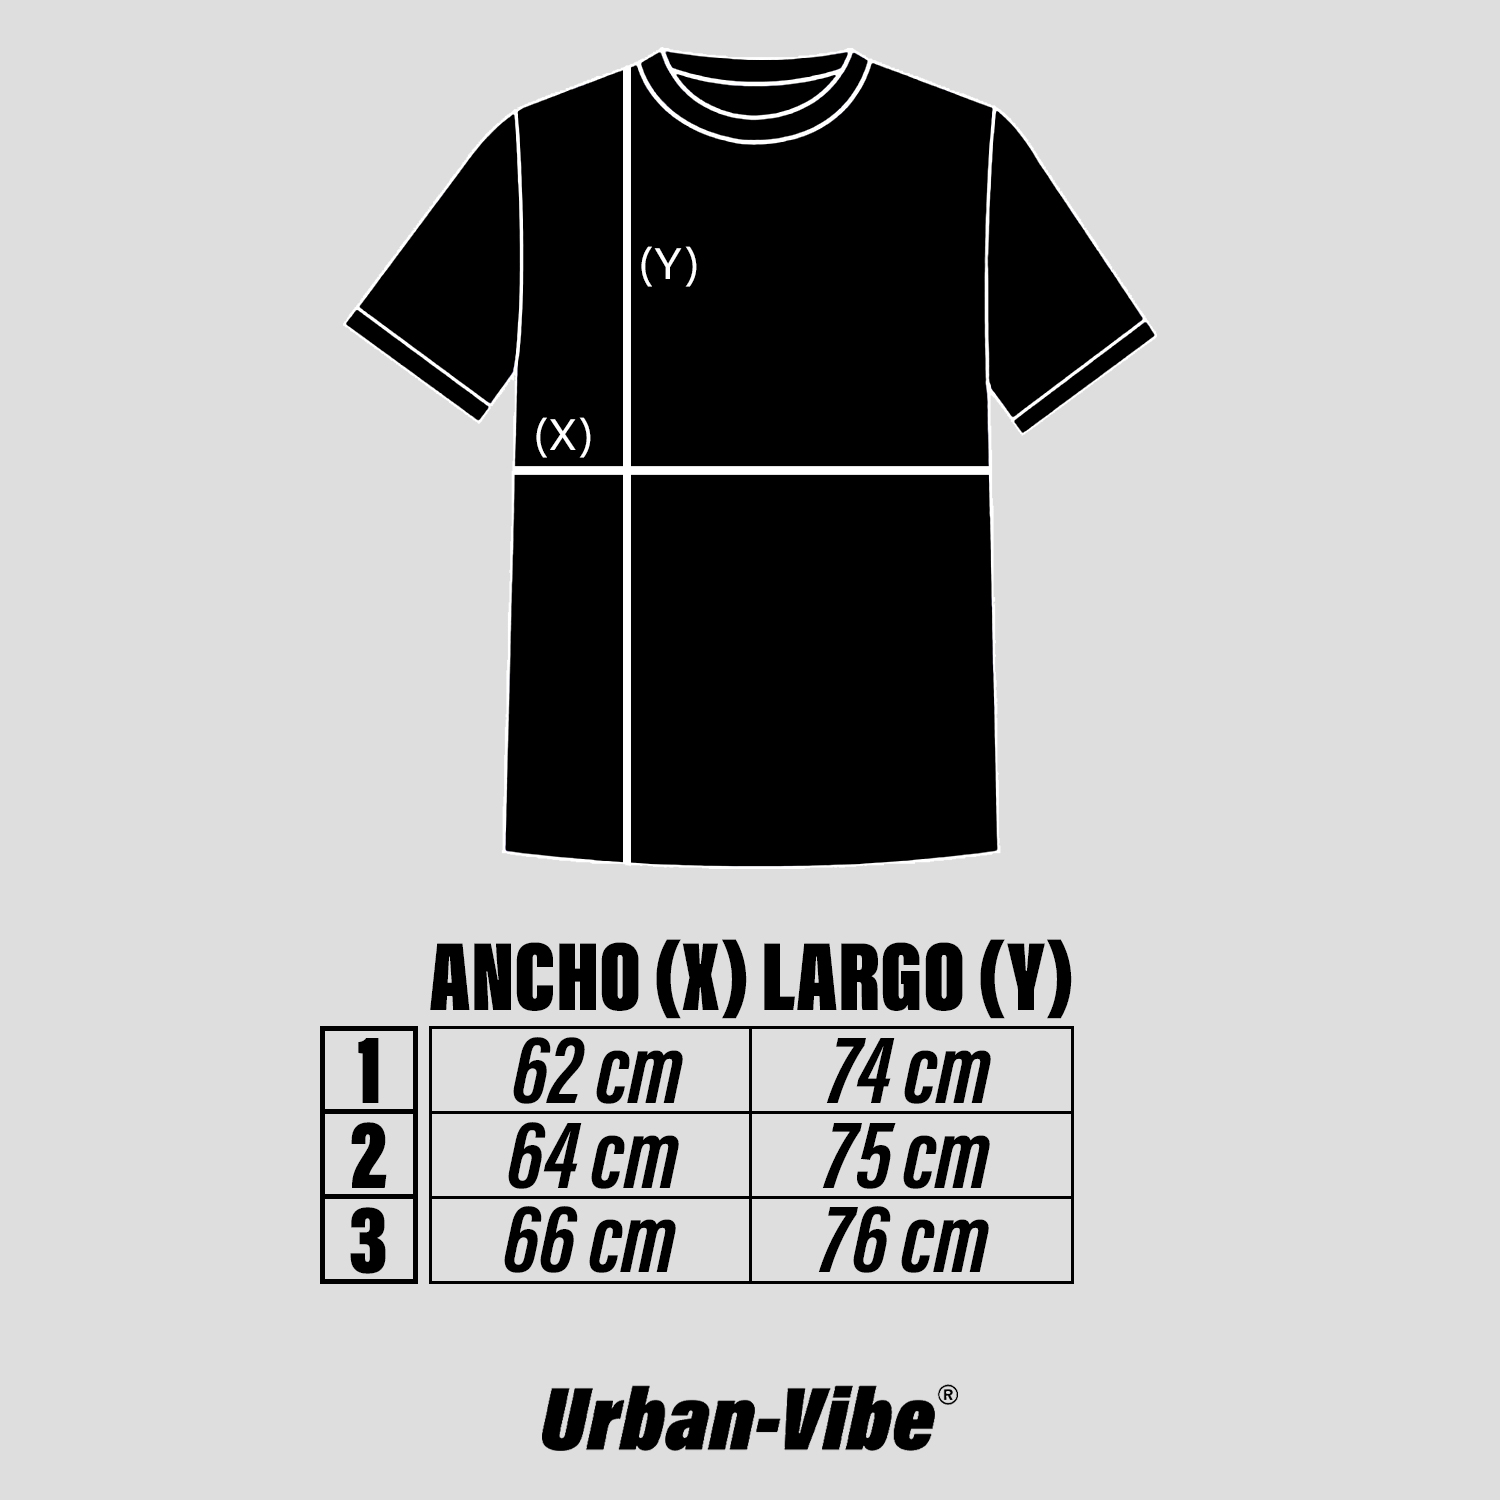 (Y)
(X)
ANCHO (X) LARGO (Y)
1 62 cm 74 cm
2 64 cm 75 cm
3 66 cm 76 cm
Urban-Vibe®